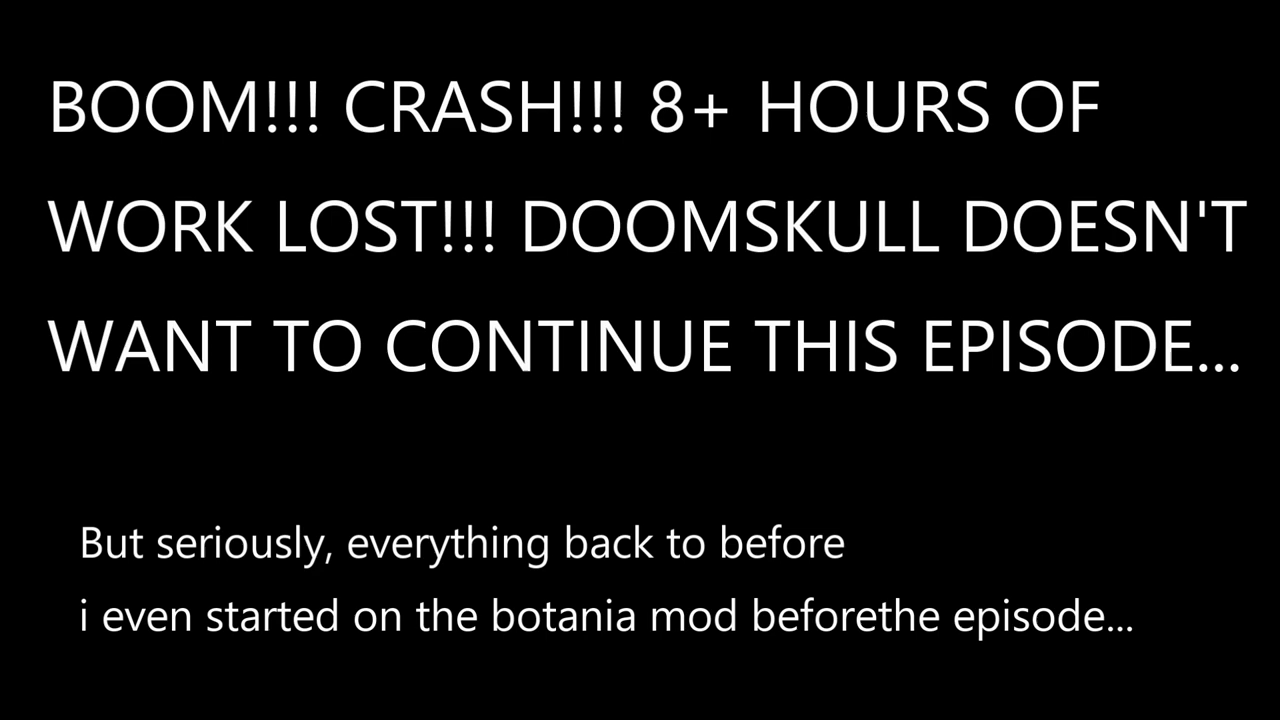 BOOM!!! CRASH!!! 8+ HOURS OF
WORK LOST!!! DOOMSKULL DOESN'T
WANT TO CONTINUE THIS EPISODE...
But seriously, everything back to before
i even started on the botania mod beforethe episode...